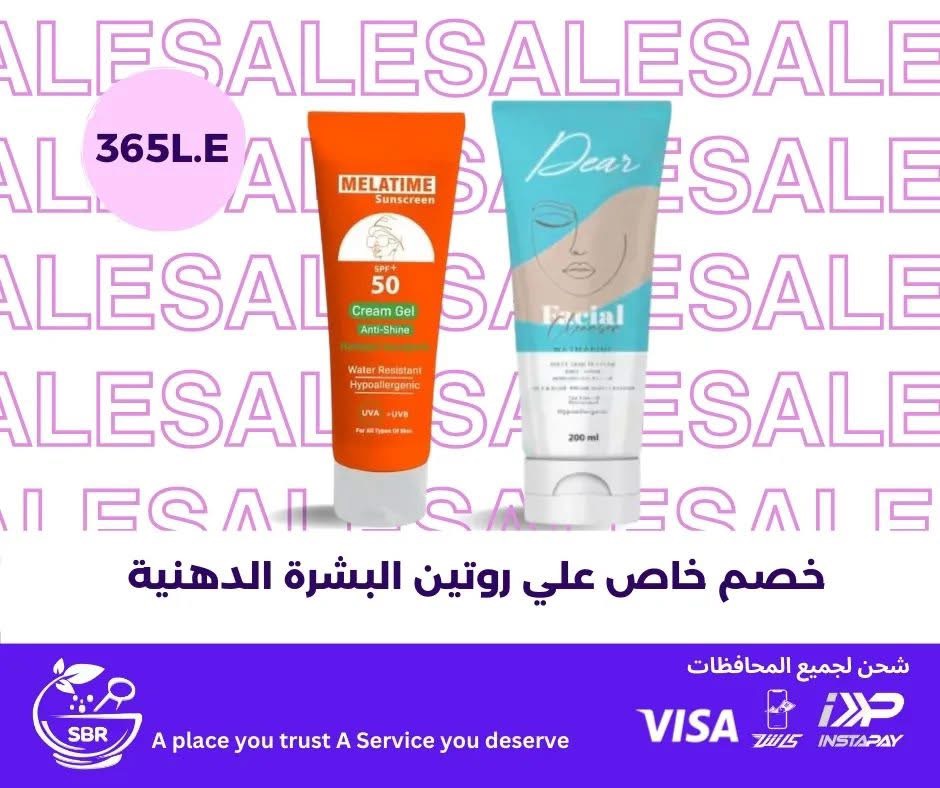 SALESALESALESALE
365L.E
MELATIME
Sunscreen
SPF+
50
Cream Gel
Anti-Shine
Water Resistant
Hypoallergenic
UVA +UVB
For All Types Of Skin
Dear
Facial
Cleanser
Hypoallergenic
200 ml
خصم خاص علي روتين البشرة الدهنية
شحن لجميع المحافظات
SBR
A place you trust A Service you deserve
VISA
كاش
INSTAPAY